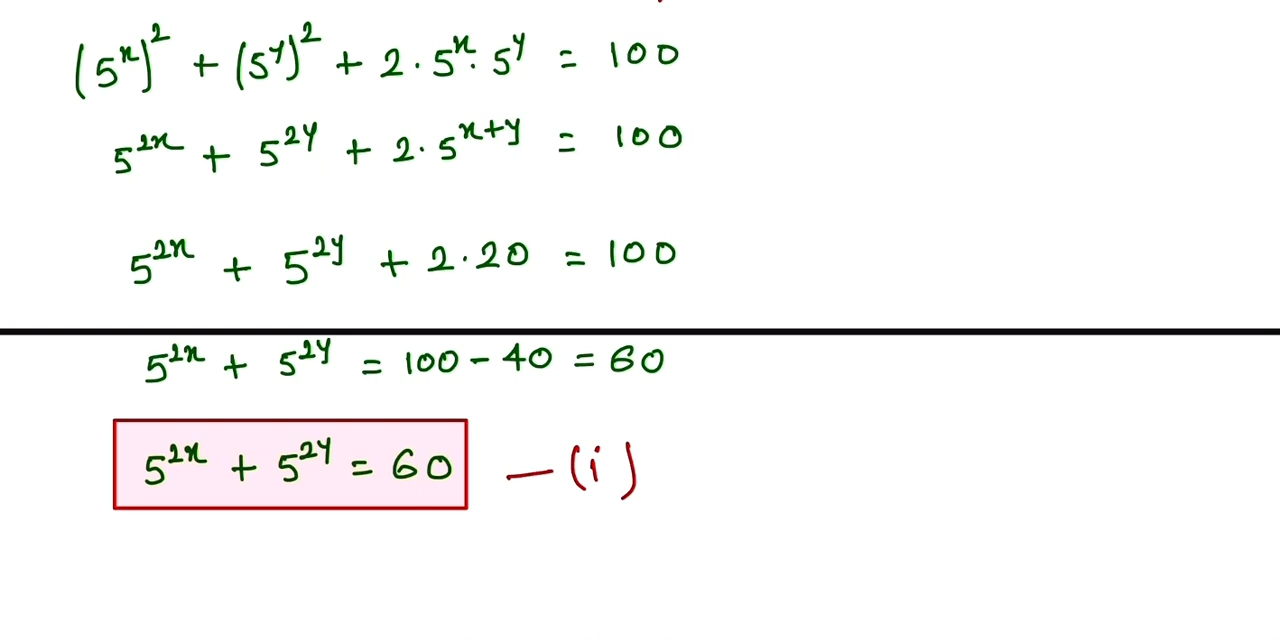 (5^x)^2 + (5^y)^2 + 2 · 5^x · 5^y = 100
5^{2x} + 5^{2y} + 2 · 5^{x+y} = 100
5^{2x} + 5^{2y} + 2 · 20 = 100
5^{2x} + 5^{2y} = 100 - 40 = 60
5^{2x} + 5^{2y} = 60 — (i)